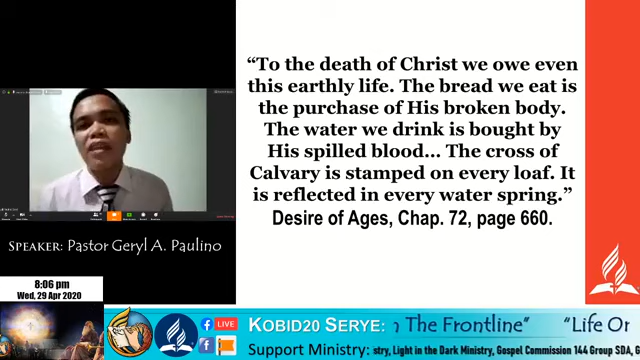 “To the death of Christ we owe even
this earthly life. The bread we eat is
the purchase of His broken body.
The water we drink is bought by
His spilled blood... The cross of
Calvary is stamped on every loaf. It
is reflected in every water spring.”
Desire of Ages, Chap. 72, page 660.
SPEAKER: Pastor Geryl A. Paulino
8:06 pm
Wed, 29 Apr 2020
LIVE
KOBID20 SERYE: n The Frontline” “Life Or
Support Ministry: stry, Light in the Dark Ministry, Gospel Commission 144 Group SDA,